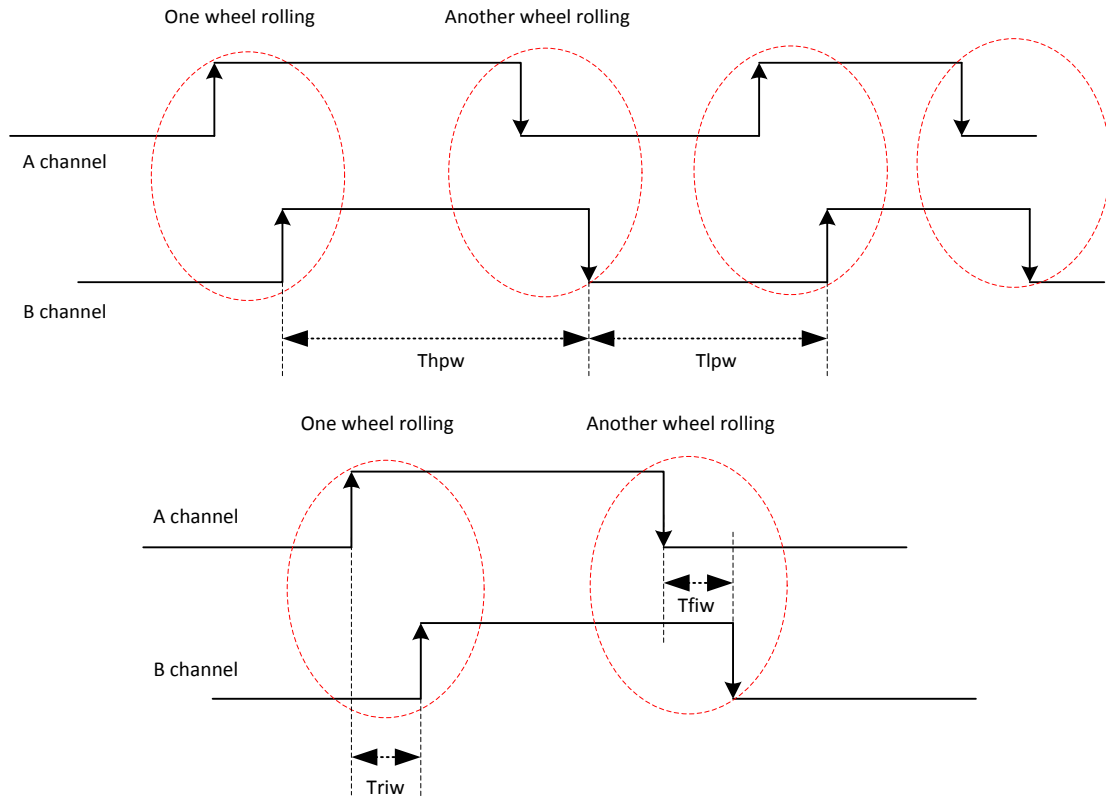 One wheel rolling
Another wheel rolling
A channel
B channel
Thpw
Tlpw
One wheel rolling
Another wheel rolling
A channel
Tfiw
B channel
Triw